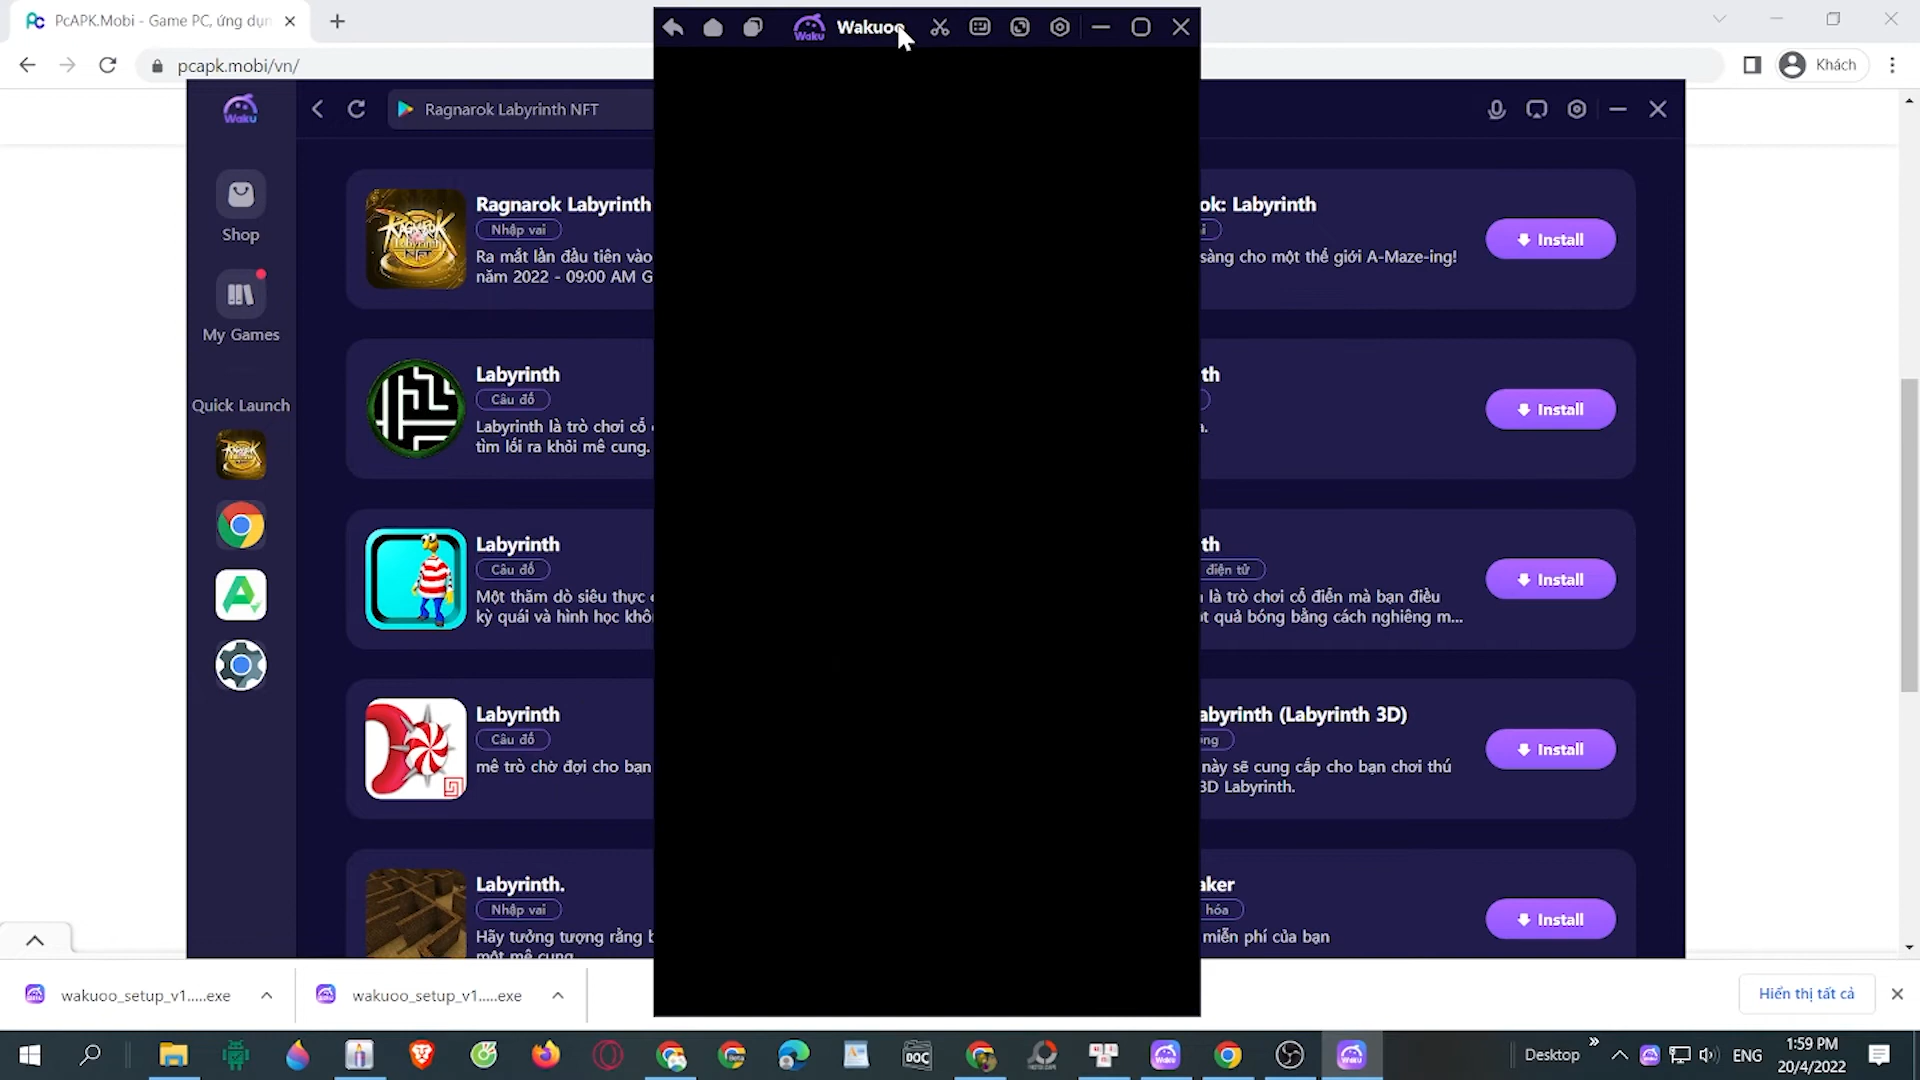 PcAPK.Mobi - Game PC, ứng dụn
pcapk.mobi/vn/
Khách
Waku
Wakuoo
Waku
Ragnarok Labyrinth NFT
Shop
My Games
Quick Launch
Ragnarok Labyrinth
Nhập vai
Ra mắt lần đầu tiên vào
năm 2022 - 09:00 AM G
ok: Labyrinth
sàng cho một thế giới A-Maze-ing!
Install
Labyrinth
Câu đố
Labyrinth là trò chơi cổ
tìm lối ra khỏi mê cung.
th
Install
Labyrinth
Câu đố
Một thăm dò siêu thực
kỳ quái và hình học khô
th
điện tử
là trò chơi cổ điển mà bạn điều
ột quả bóng bằng cách nghiêng m...
Install
Labyrinth
Câu đố
mê trò chờ đợi cho bạn
abyrinth (Labyrinth 3D)
ng
này sẽ cung cấp cho bạn chơi thú
3D Labyrinth.
Install
Labyrinth.
Nhập vai
Hãy tưởng tượng rằng b
một mê cung
aker
hóa
miễn phí của bạn
Install
wakuoo_setup_v1.....exe
wakuoo_setup_v1.....exe
Hiển thị tất cả
Desktop
ENG
1:59 PM
20/4/2022